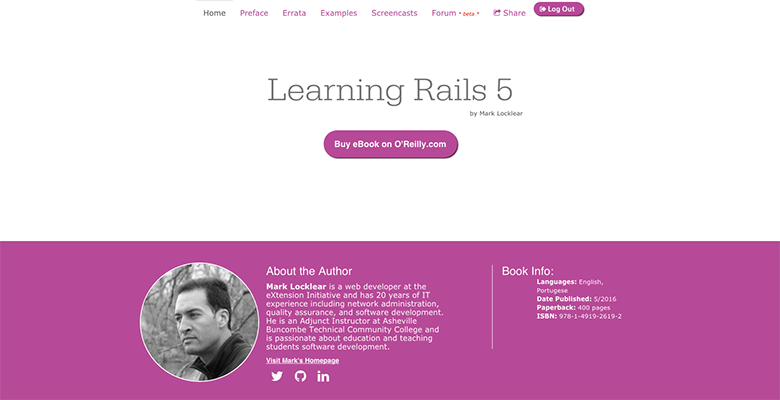 Home Preface Errata Examples Screencasts Forum * beta * Share Log Out
Learning Rails 5
by Mark Locklear
Buy eBook on O'Reilly.com
About the Author
Mark Locklear is a web developer at the
eXtension Initiative and has 20 years of IT
experience including network administration,
quality assurance, and software development.
He is an Adjunct Instructor at Asheville
Buncombe Technical Community College and
is passionate about education and teaching
students software development.
Visit Mark's Homepage
Book Info:
Languages: English,
Portugese
Date Published: 5/2016
Paperback: 400 pages
ISBN: 978-1-4919-2619-2